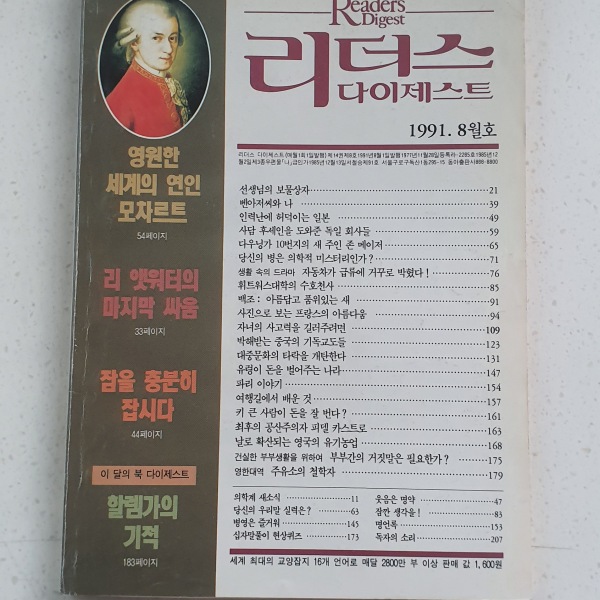 Readers
Digest
리더스
다이제스트
1991. 8월호
영원한
세계의 연인
모차르트
54페이지
리 앳워터의
마지막 싸움
33페이지
잠을 충분히
잡시다
44페이지
이 달의 북 다이제스트
할렘가의
기적
183페이지
선생님의 보물상자 21
벤아저씨와 나 39
인력난에 허덕이는 일본 49
사담 후세인을 도와준 독일 회사들 59
다우닝가 10번지의 새 주인 존 메이저 65
당신의 병은 의학적 미스터리인가? 71
생활 속의 드라마 자동차가 급류에 거꾸로 박혔다! 76
휘트워스대학의 수호천사 85
백조: 아름답고 품위있는 새 91
사진으로 보는 프랑스의 아름다움 94
자녀의 사고력을 길러주려면 109
박해받는 중국의 기독교도들 123
대중문화의 타락을 개탄한다 131
유령이 돈을 벌어주는 나라 147
파리 이야기 154
여행길에서 배운 것 157
키 큰 사람이 돈을 잘 번다? 161
최후의 공산주의자 피델 카스트로 163
날로 확산되는 영국의 유기농업 168
건실한 부부생활을 위하여 부부간의 거짓말은 필요한가? 175
영한대역 주유소의 철학자 179
의학계 새소식 11
당신의 우리말 실력은? 63
병영은 즐거워 145
십자말풀이 현상퀴즈 173
웃음은 명약 47
잠깐 생각을! 83
명언록 153
독자의 소리 207
세계 최대의 교양잡지 16개 언어로 매달 2800만 부 이상 판매 값 1,600원